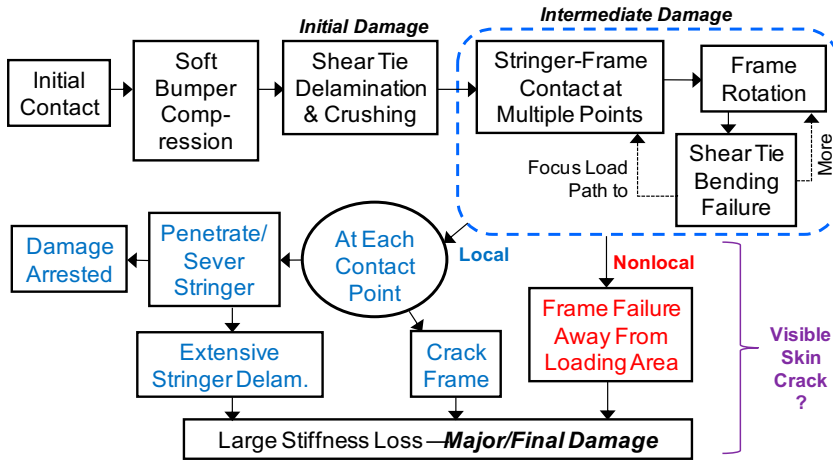 Initial Damage
Intermediate Damage
Initial
Contact
Soft
Bumper
Comp-
ression
Shear Tie
Delamination
& Crushing
Stringer-Frame
Contact at
Multiple Points
Frame
Rotation
Focus Load
Path to
Shear Tie
Bending
Failure
More
Damage
Arrested
Penetrate/
Sever
Stringer
At Each
Contact
Point
Local
Nonlocal
Extensive
Stringer Delam.
Crack
Frame
Frame Failure
Away From
Loading Area
Visible
Skin
Crack
?
Large Stiffness Loss—Major/Final Damage